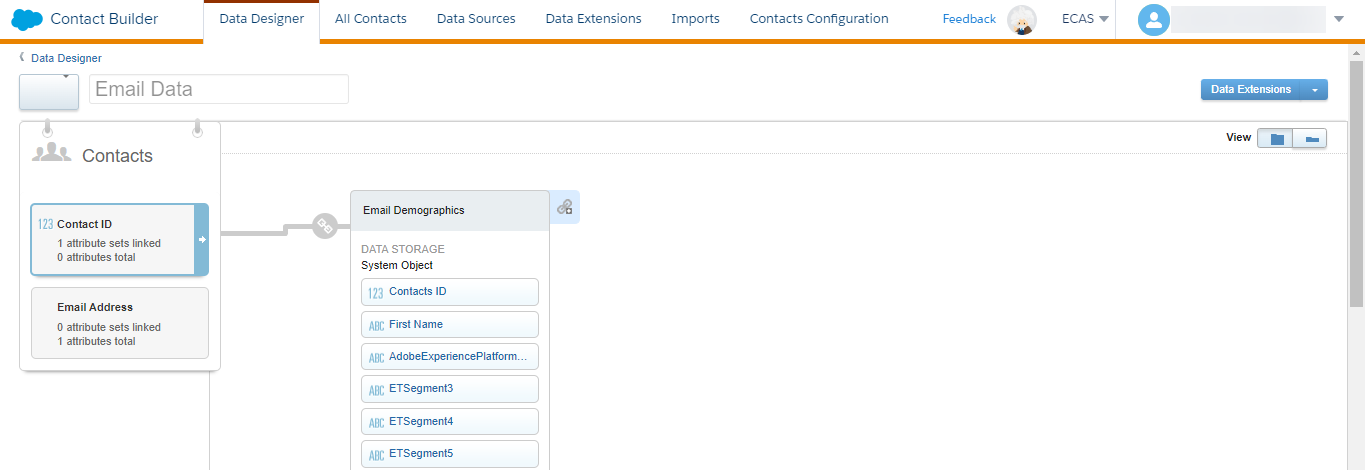 Contact Builder
Data Designer
All Contacts
Data Sources
Data Extensions
Imports
Contacts Configuration
Feedback
ECAS
Data Designer
Email Data
Data Extensions
Contacts
View
123 Contact ID
1 attribute sets linked
0 attributes total
Email Address
0 attribute sets linked
1 attributes total
Email Demographics
DATA STORAGE
System Object
123 Contacts ID
ABC First Name
ABC AdobeExperiencePlatform...
ABC ETSegment3
ABC ETSegment4
ABC ETSegment5